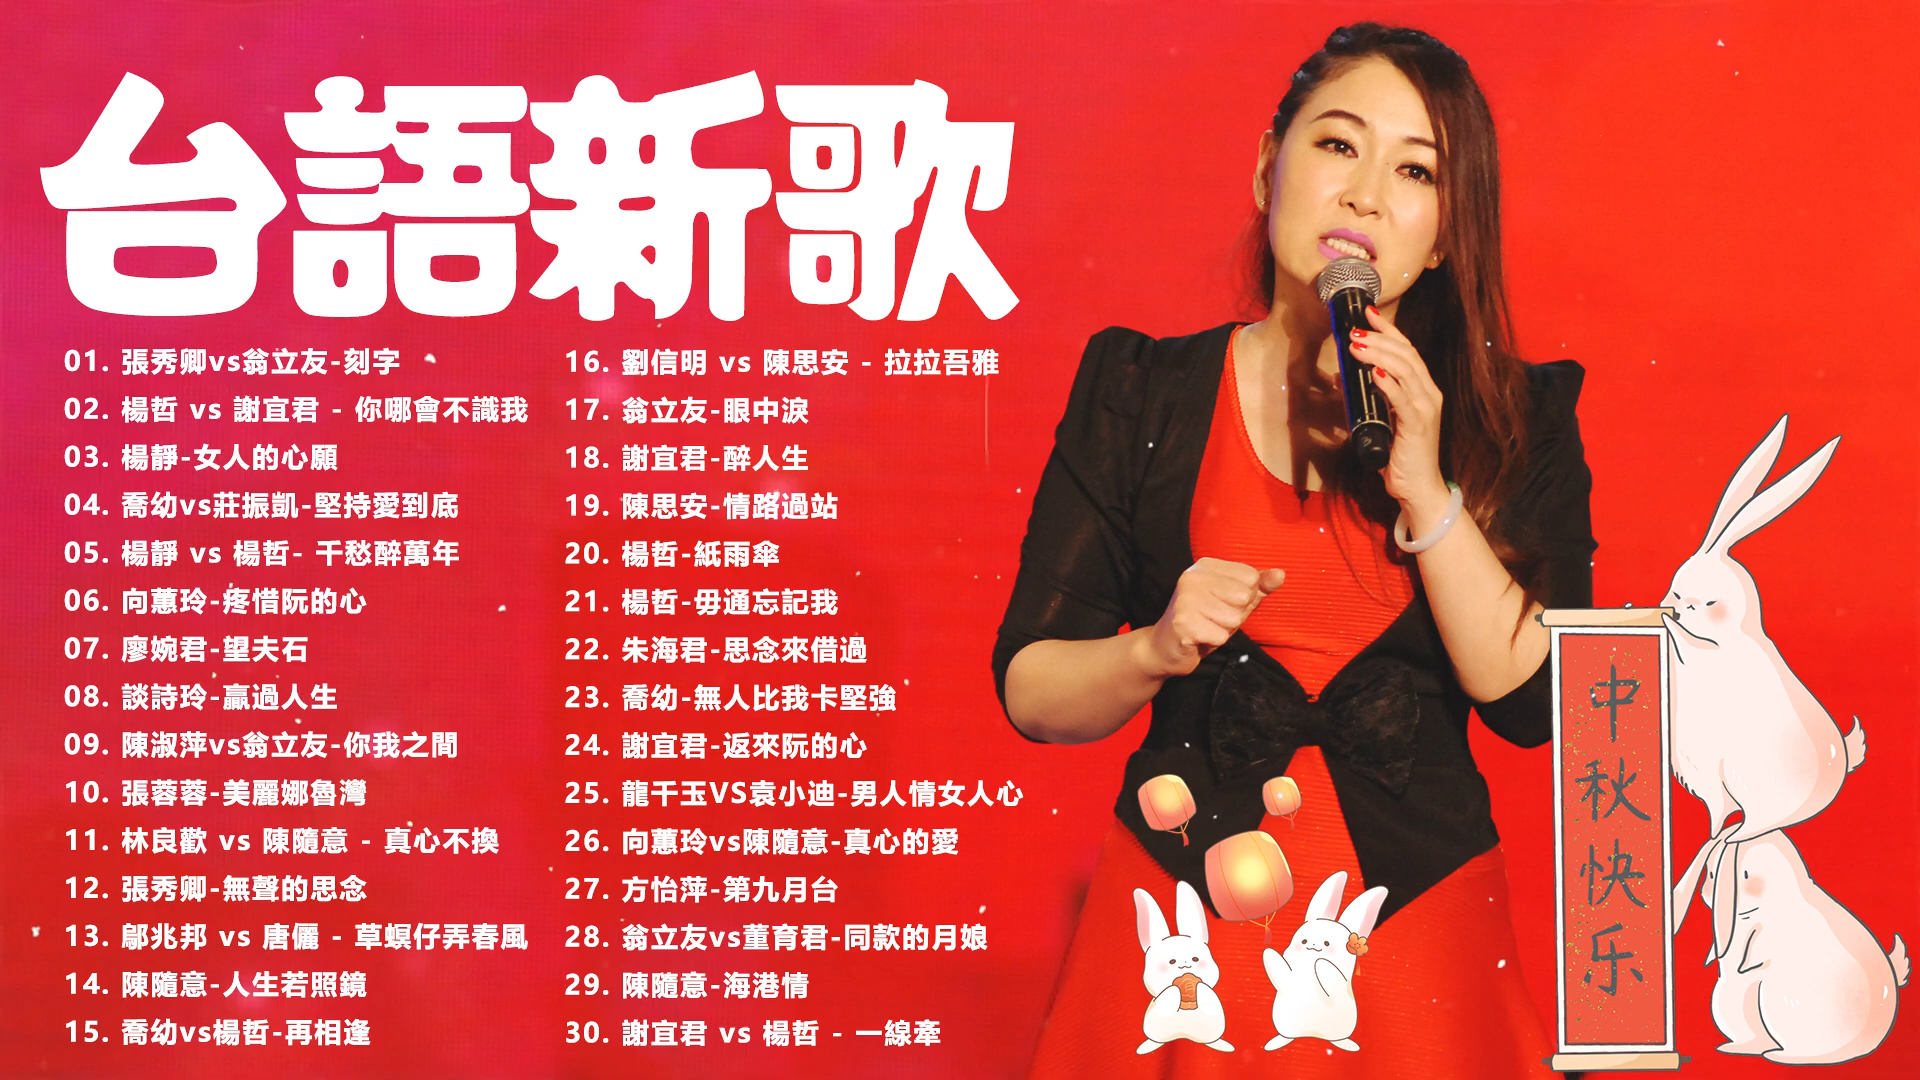 台語新歌
01. 張秀卿vs翁立友-刻字
02. 楊哲 vs 謝宜君 - 你哪會不識我
03. 楊靜-女人的心願
04. 喬幼vs莊振凱-堅持愛到底
05. 楊靜 vs 楊哲- 千愁醉萬年
06. 向蕙玲-疼惜阮的心
07. 廖婉君-望夫石
08. 談詩玲-贏過人生
09. 陳淑萍vs翁立友-你我之間
10. 張蓉蓉-美麗娜魯灣
11. 林良歡 vs 陳隨意 - 真心不換
12. 張秀卿-無聲的思念
13. 鄔兆邦 vs 唐儷 - 草螟仔弄春風
14. 陳隨意-人生若照鏡
15. 喬幼vs楊哲-再相逢
16. 劉信明 vs 陳思安 - 拉拉吾雅
17. 翁立友-眼中淚
18. 謝宜君-醉人生
19. 陳思安-情路過站
20. 楊哲-紙雨傘
21. 楊哲-毋通忘記我
22. 朱海君-思念來借過
23. 喬幼-無人比我卡堅強
24. 謝宜君-返來阮的心
25. 龍千玉VS袁小迪-男人情女人心
26. 向蕙玲vs陳隨意-真心的愛
27. 方怡萍-第九月台
28. 翁立友vs董育君-同款的月娘
29. 陳隨意-海港情
30. 謝宜君 vs 楊哲 - 一線牽
中秋快乐